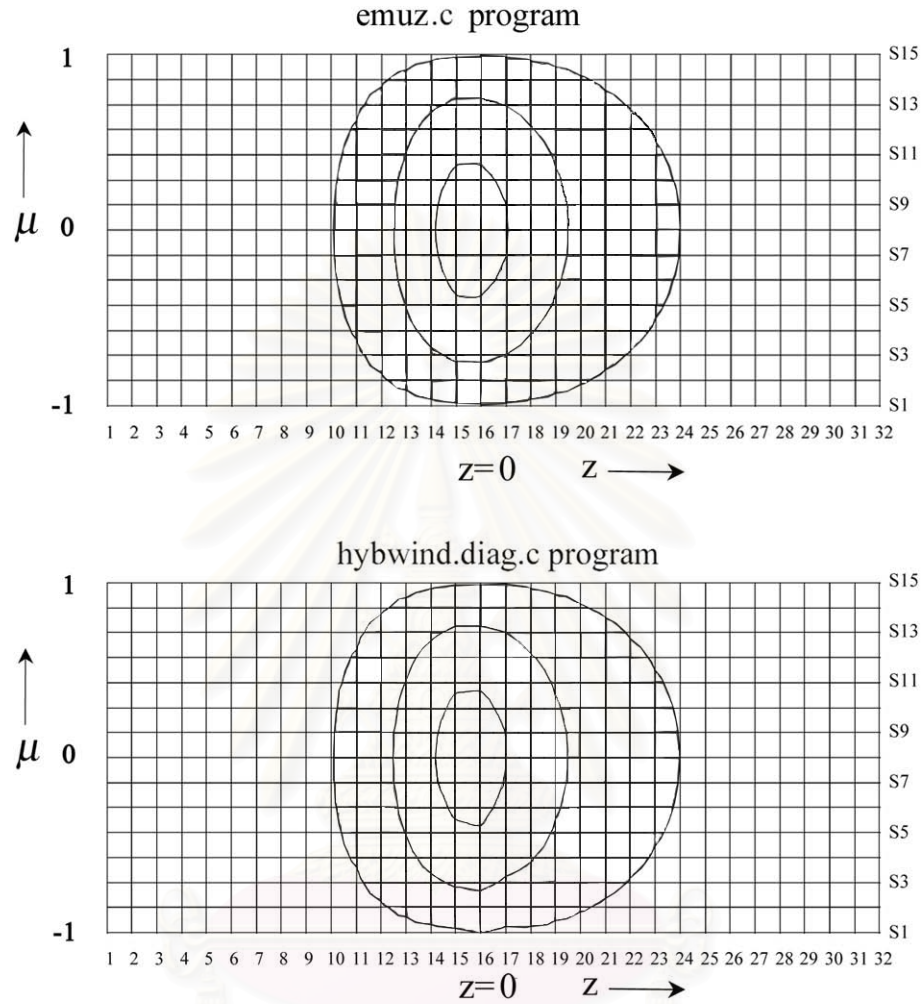 emuz.c program
1
S15
S13
S11
S9
μ 0
S7
S5
S3
-1
S1
1 2 3 4 5 6 7 8 9 10 11 12 13 14 15 16 17 18 19 20 21 22 23 24 25 26 27 28 29 30 31 32
z=0 z
hybwind.diag.c program
1
S15
S13
S11
S9
μ 0
S7
S5
S3
-1
S1
1 2 3 4 5 6 7 8 9 10 11 12 13 14 15 16 17 18 19 20 21 22 23 24 25 26 27 28 29 30 31 32
z=0 z